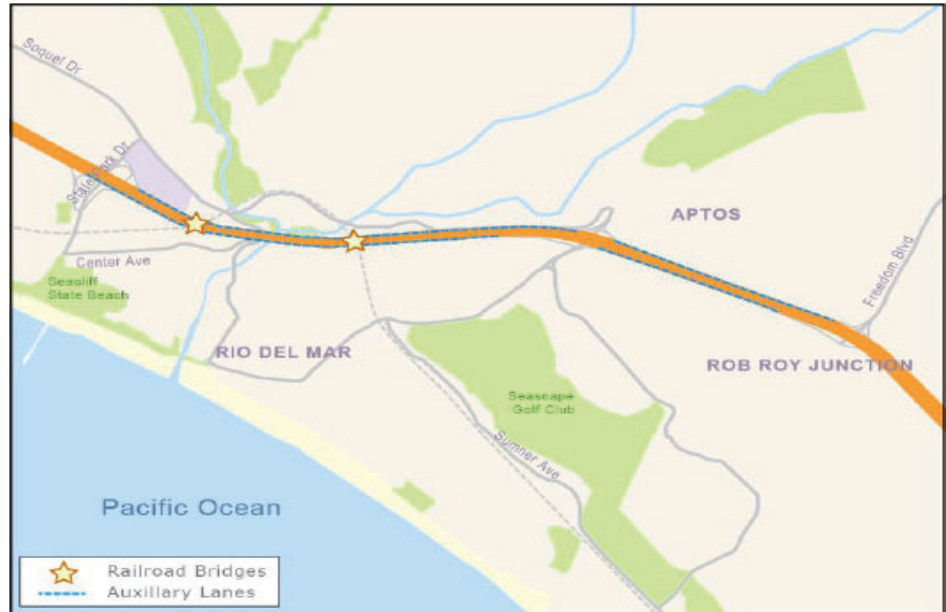 Soquel Dr
State Park Dr
APTOS
Center Ave
Freedom Blvd
Seacliff
State Beach
RIO DEL MAR
ROB ROY JUNCTION
Seascape
Golf Club
Sumner Ave
Pacific Ocean
Railroad Bridges
Auxillary Lanes